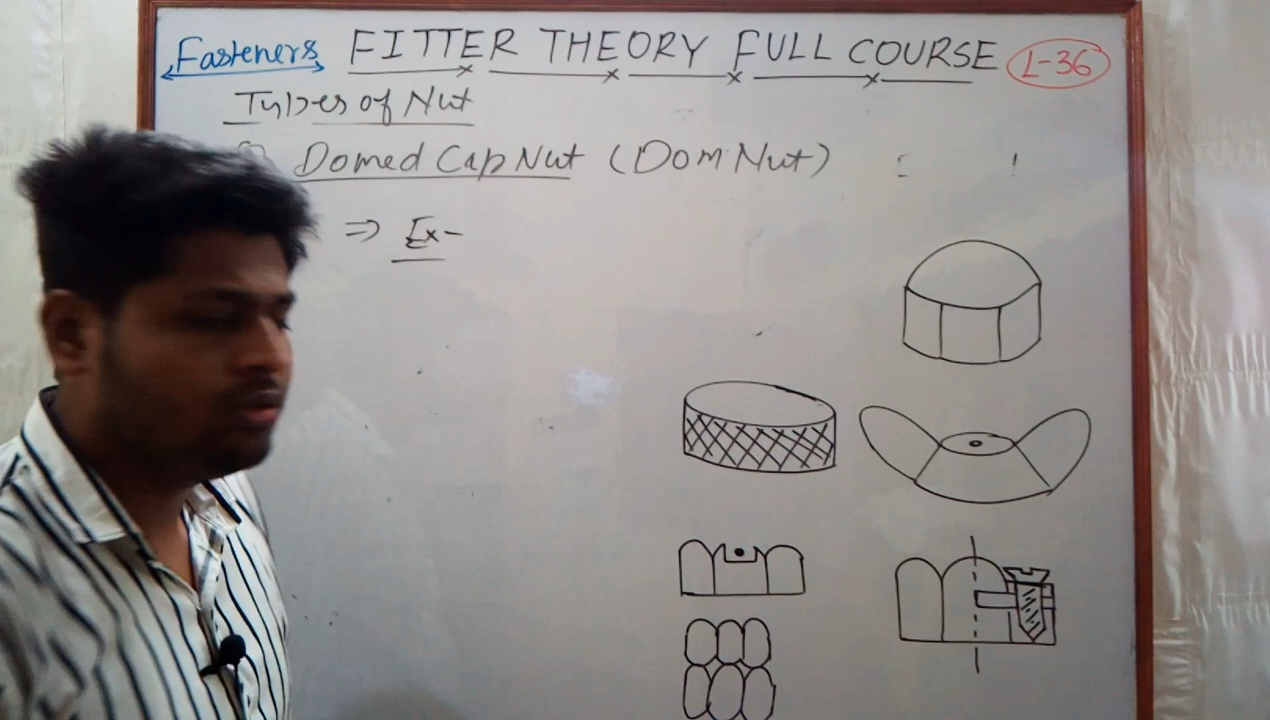 Fasteners FITTER THEORY FULL COURSE L-36
Types of Nut
Domed Cap Nut (Dom Nut)
⇒ Ex-